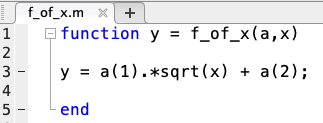 f_of_x.m × +
1 function y = f_of_x(a,x)
2
3 - y = a(1).*sqrt(x) + a(2);
4
5 - end